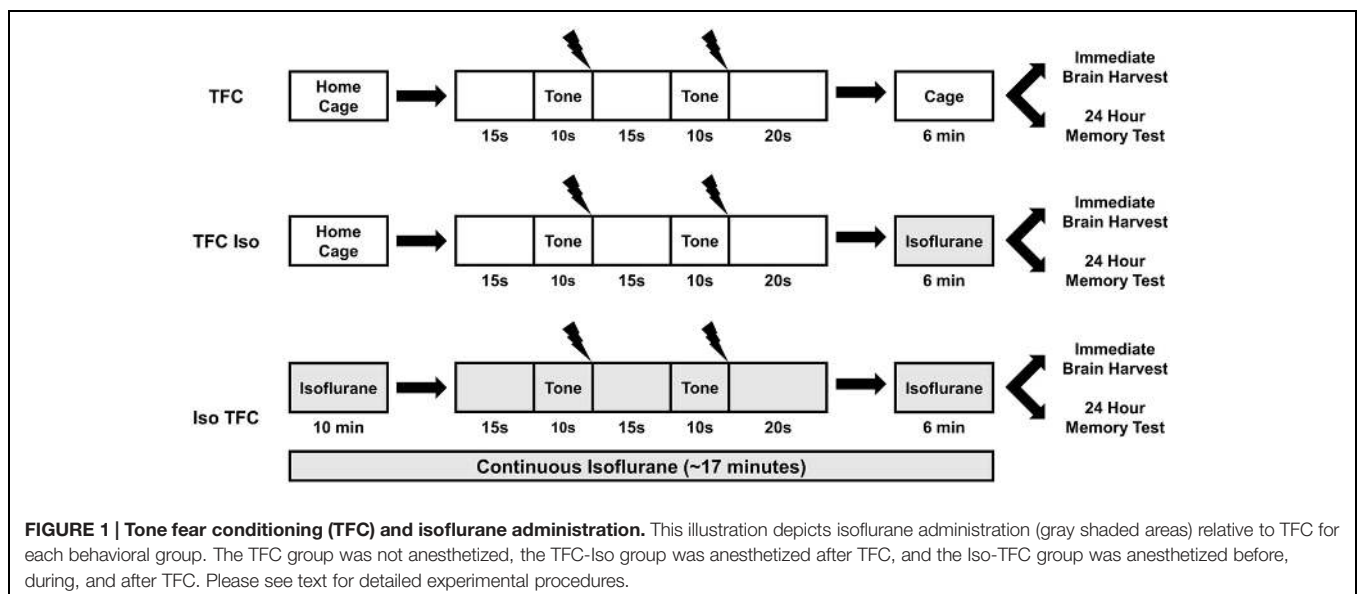 TFC
Home
Cage
Tone
Tone
Cage
15s
10s
15s
10s
20s
6 min
Immediate
Brain Harvest
24 Hour
Memory Test
TFC Iso
Home
Cage
Tone
Tone
Isoflurane
15s
10s
15s
10s
20s
6 min
Immediate
Brain Harvest
24 Hour
Memory Test
Iso TFC
Isoflurane
10 min
Tone
Tone
Isoflurane
15s
10s
15s
10s
20s
6 min
Immediate
Brain Harvest
24 Hour
Memory Test
Continuous Isoflurane (~17 minutes)
FIGURE 1 | Tone fear conditioning (TFC) and isoflurane administration. This illustration depicts isoflurane administration (gray shaded areas) relative to TFC for
each behavioral group. The TFC group was not anesthetized, the TFC-Iso group was anesthetized after TFC, and the Iso-TFC group was anesthetized before,
during, and after TFC. Please see text for detailed experimental procedures.